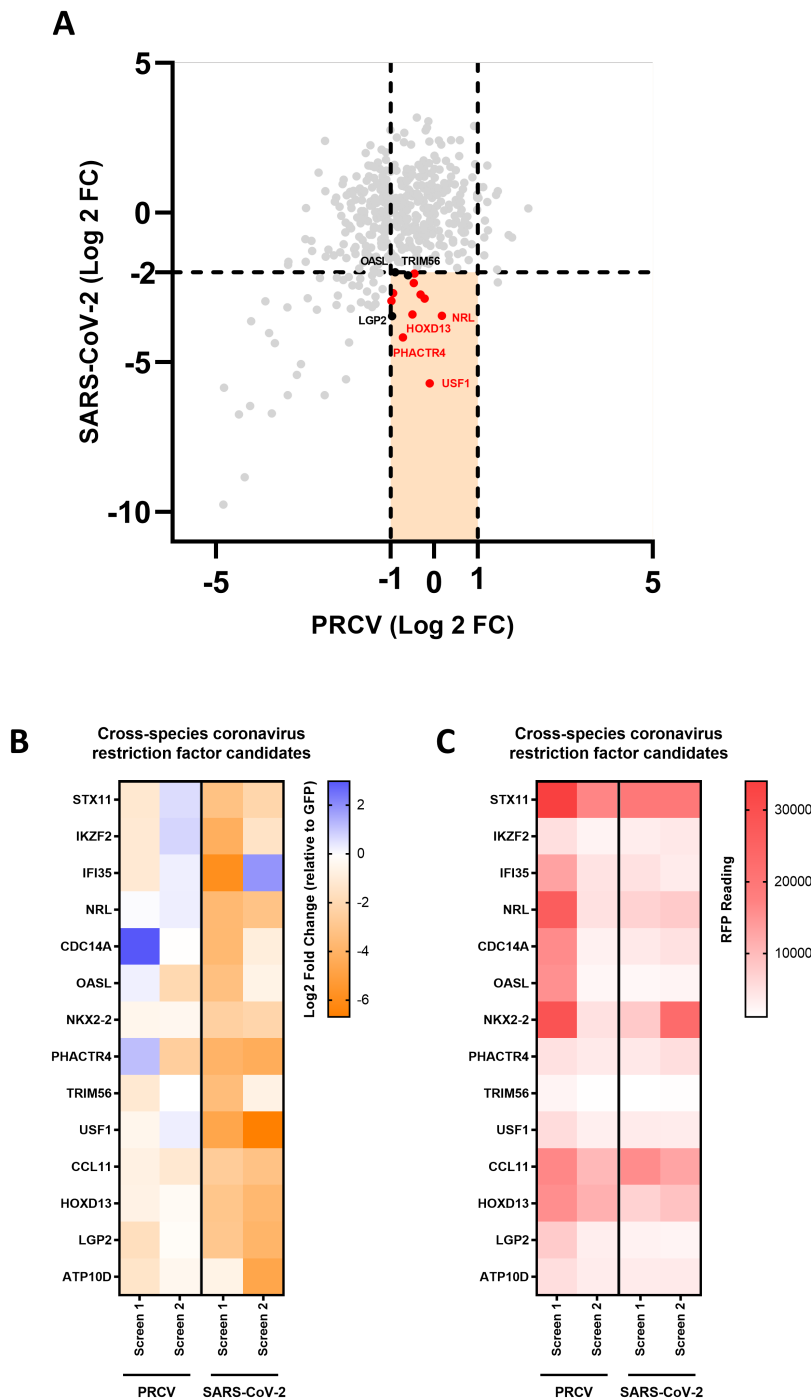 A
5
0
-2
-5
-10
SARS-CoV-2 (Log 2 FC)
OASL
TRIM56
LGP2
NRL
HOXD13
PHACTR4
USF1
-5
-1
0
1
5
PRCV (Log 2 FC)
B
Cross-species coronavirus
restriction factor candidates
STX11
IKZF2
IFI35
NRL
CDC14A
OASL
NKX2-2
PHACTR4
TRIM56
USF1
CCL11
HOXD13
LGP2
ATP10D
Screen 1
Screen 2
Screen 1
Screen 2
PRCV
SARS-CoV-2
Log2 Fold Change (relative to GFP)
2
0
-2
-4
-6
C
Cross-species coronavirus
restriction factor candidates
STX11
IKZF2
IFI35
NRL
CDC14A
OASL
NKX2-2
PHACTR4
TRIM56
USF1
CCL11
HOXD13
LGP2
ATP10D
Screen 1
Screen 2
Screen 1
Screen 2
PRCV
SARS-CoV-2
RFP Reading
30000
20000
10000